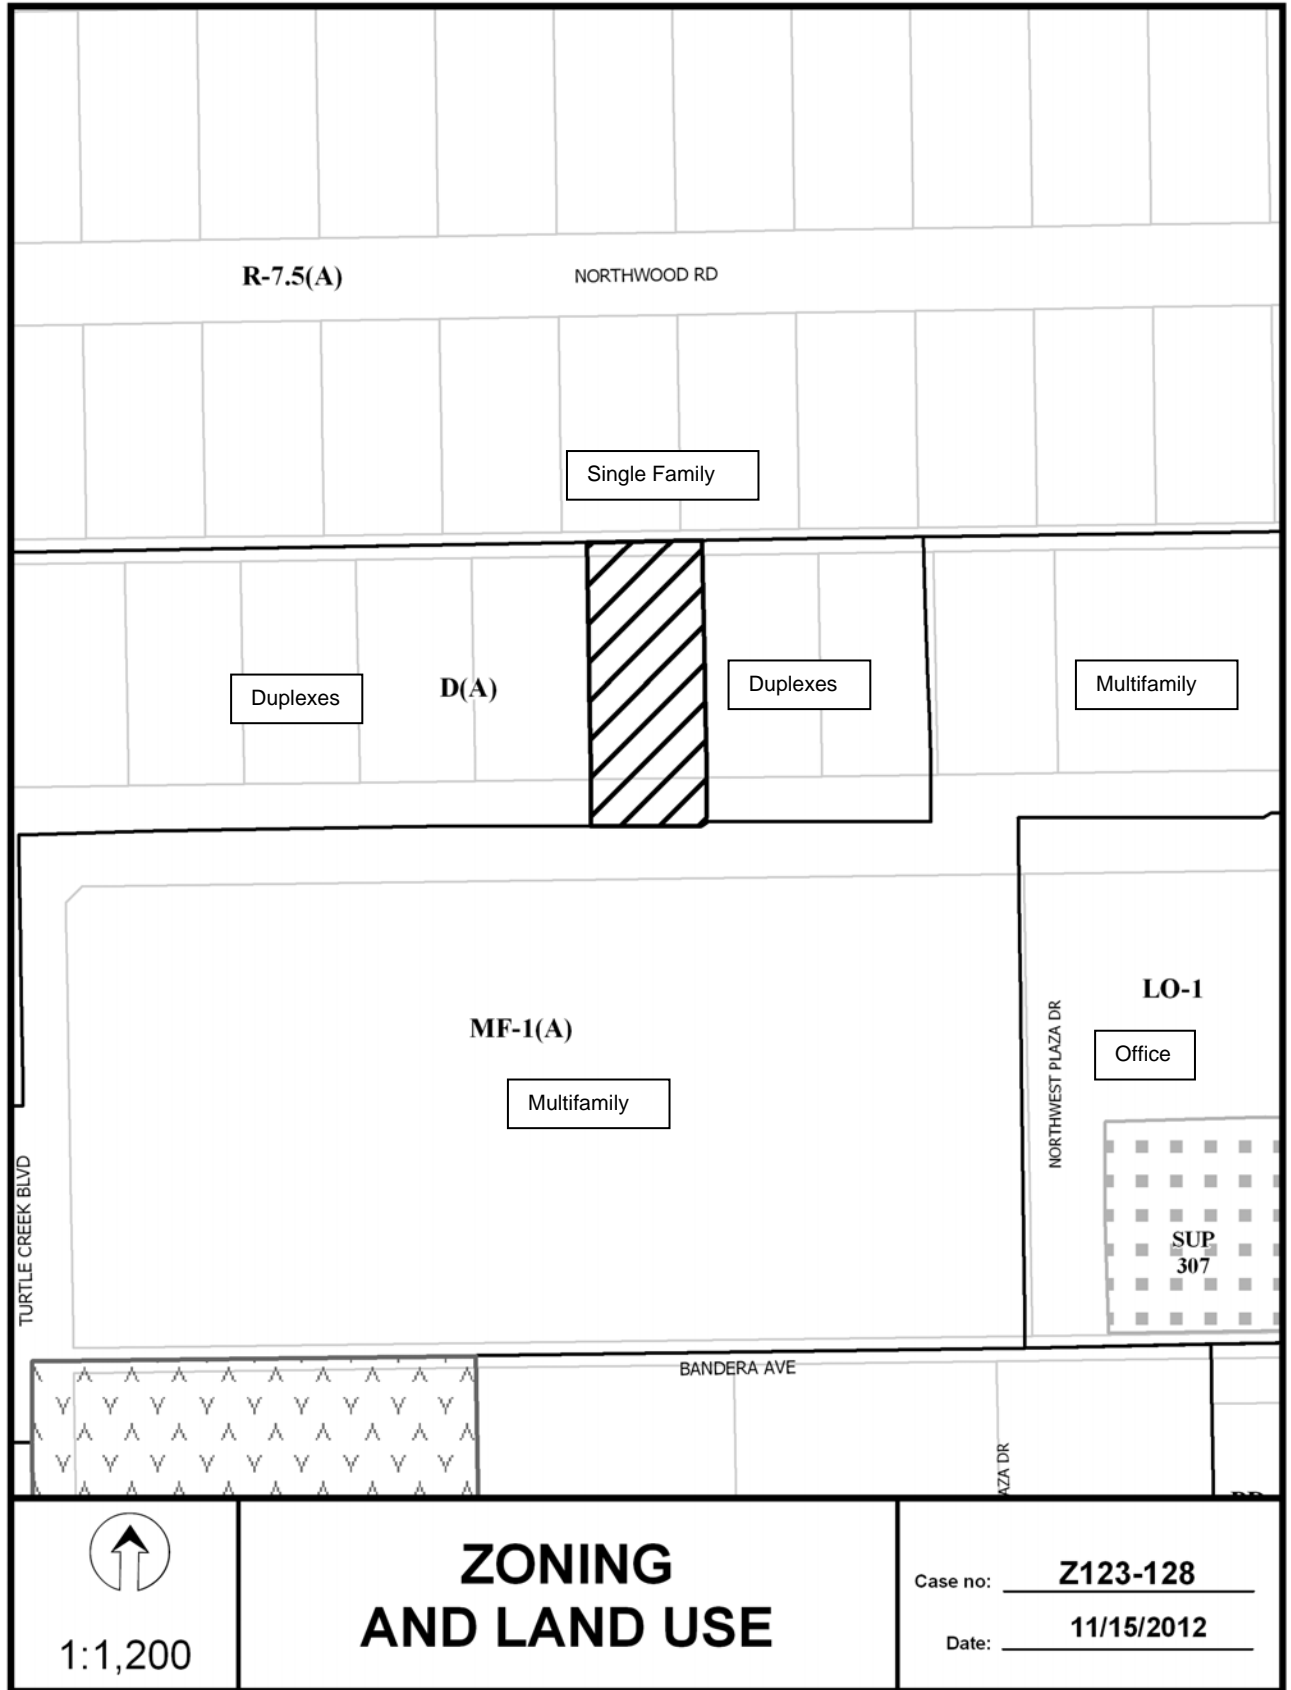 R-7.5(A)
NORTHWOOD RD
Single Family
Duplexes
D(A)
Duplexes
Multifamily
MF-1(A)
Multifamily
LO-1
Office
NORTHWEST PLAZA DR
SUP
307
TURTLE CREEK BLVD
BANDERA AVE
AZA DR
1:1,200
ZONING
AND LAND USE
Case no: Z123-128
Date: 11/15/2012